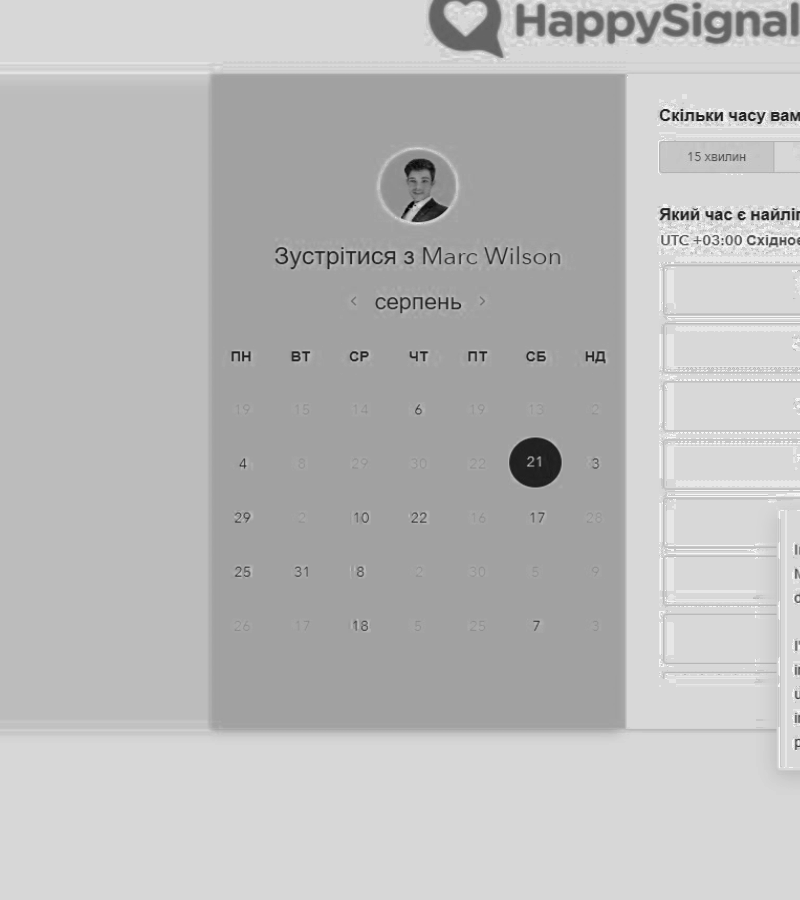 HappySignal
Зустрітися з Marc Wilson
серпень
ПН ВТ СР ЧТ ПТ СБ НД
19 15 14 6 19 13 2
4 8 29 30 22 21 3
29 2 10 22 16 17 28
25 31 8 2 30 5 9
26 17 18 5 25 7 3
Скільки часу вам
15 хвилин
Який час є
UTC +03:00